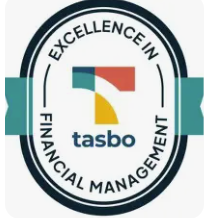 EXCELLENCE IN
tasbo
FINANCIAL MANAGEMENT